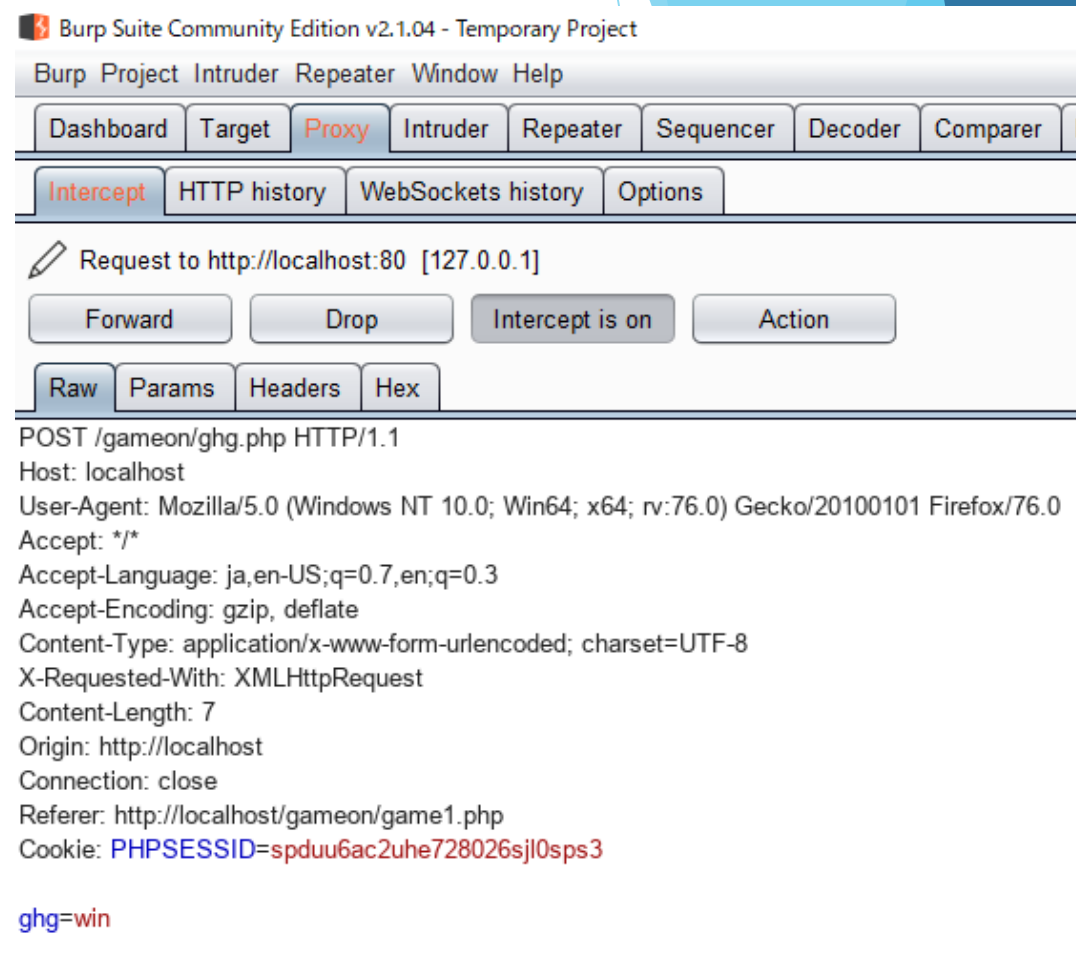 Burp Suite Community Edition v2.1.04 - Temporary Project
Burp Project Intruder Repeater Window Help
Dashboard Target Proxy Intruder Repeater Sequencer Decoder Comparer
Intercept HTTP history WebSockets history Options
Request to http://localhost:80 [127.0.0.1]
Forward Drop Intercept is on Action
Raw Params Headers Hex
POST /gameon/ghg.php HTTP/1.1
Host: localhost
User-Agent: Mozilla/5.0 (Windows NT 10.0; Win64; x64; rv:76.0) Gecko/20100101 Firefox/76.0
Accept: */*
Accept-Language: ja,en-US;q=0.7,en;q=0.3
Accept-Encoding: gzip, deflate
Content-Type: application/x-www-form-urlencoded; charset=UTF-8
X-Requested-With: XMLHttpRequest
Content-Length: 7
Origin: http://localhost
Connection: close
Referer: http://localhost/gameon/game1.php
Cookie: PHPSESSID=spduu6ac2uhe728026sjl0sps3
ghg=win